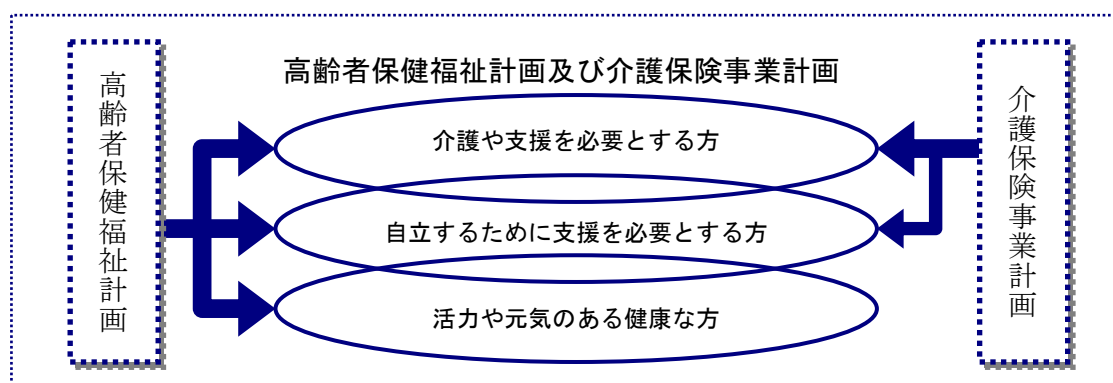 高齢者保健福祉計画及び介護保険事業計画
高齢者保健福祉計画
介護や支援を必要とする方
自立するために支援を必要とする方
活力や元気のある健康な方
介護保険事業計画